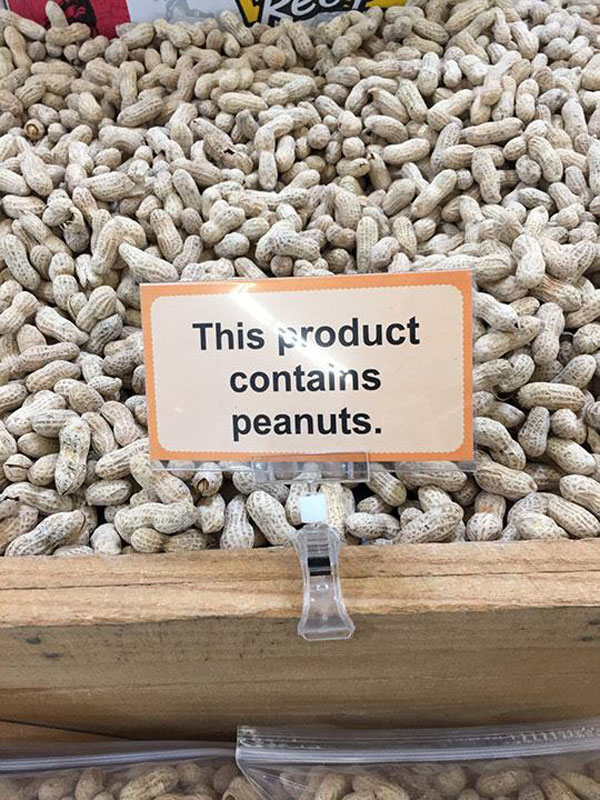 This product
contains
peanuts.